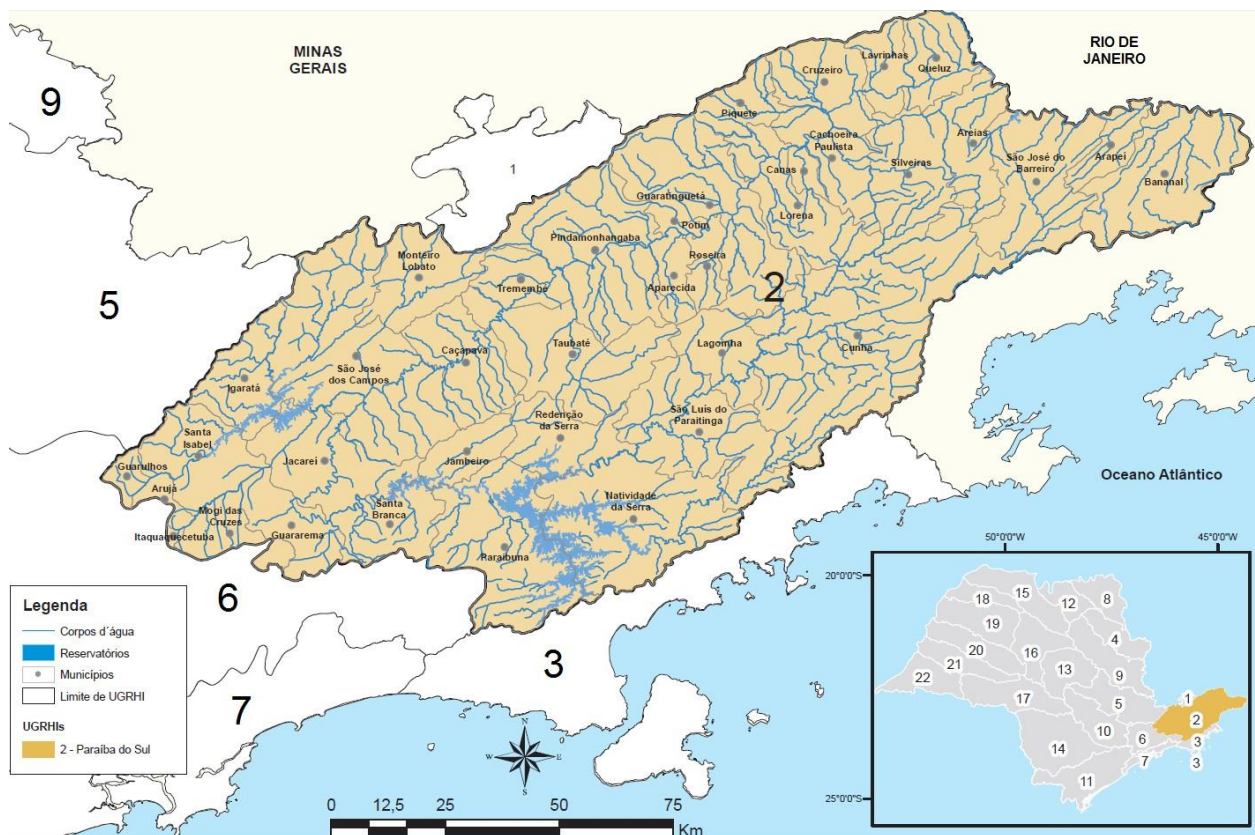 MINAS
GERAIS
RIO DE
JANEIRO
9
1
5
2
6
3
7
Lavrinhas
Queluz
Cruzeiro
Piquete
Cachoeira
Paulista
Areias
São José do
Barreiro
Arapeí
Bananal
Silveiras
Canas
Lorena
Guaratinguetá
Potim
Pindamonhangaba
Roseira
Aparecida
Monteiro
Lobato
Tremembé
Taubaté
Lagoinha
Cunha
Caçapava
São José
dos Campos
Igaratá
São Luís do
Paraitinga
Redenção
da Serra
Santa
Isabel
Jacareí
Jambeiro
Guarulhos
Arujá
Mogi das
Cruzes
Itaquaquecetuba
Guararema
Santa
Branca
Natividade
da Serra
Paraibuna
Oceano Atlântico
Legenda
Corpos d´água
Reservatórios
Municípios
Limite de UGRHI
UGRHIs
2 - Paraíba do Sul
N
W
E
S
0 12,5 25 50 75
Km
50°0'0"S 45°0'0"S
20°0'0"S
25°0'0"S
18
15
12
8
19
4
20
16
21
13
9
22
17
5
1
2
10
6
3
14
7
3
11